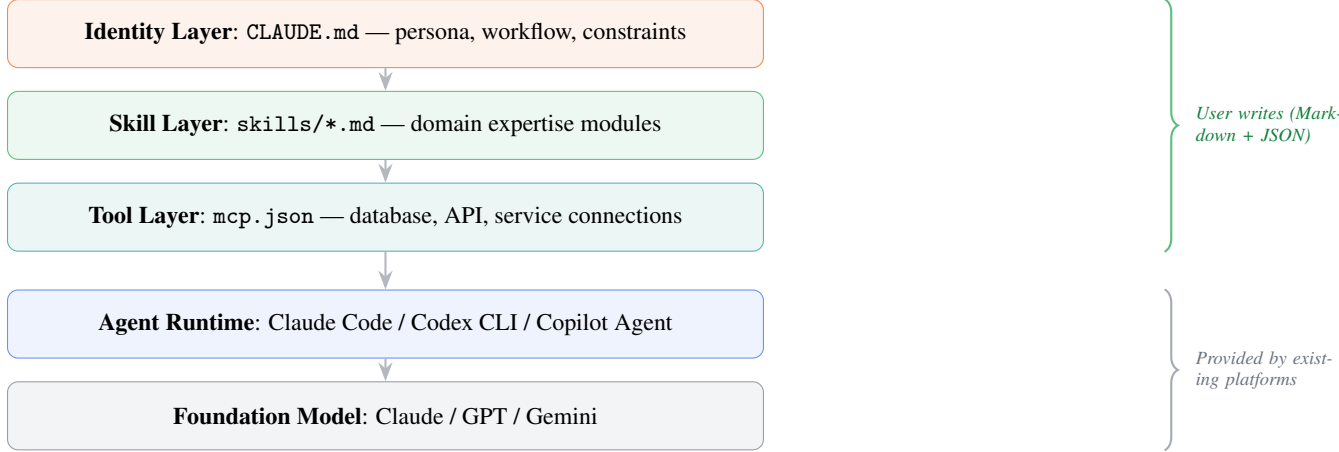 Identity Layer: CLAUDE.md — persona, workflow, constraints
Skill Layer: skills/*.md — domain expertise modules
Tool Layer: mcp.json — database, API, service connections
User writes (Mark-
down + JSON)
Agent Runtime: Claude Code / Codex CLI / Copilot Agent
Foundation Model: Claude / GPT / Gemini
Provided by exist-
ing platforms